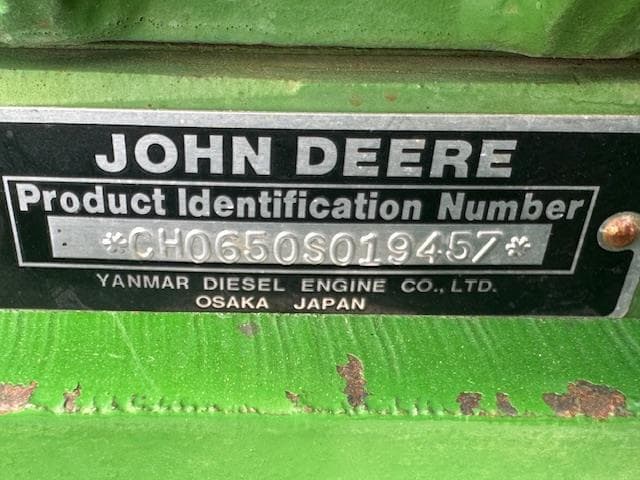 JOHN DEERE
Product Identification Number
*CH0650S019457*
YANMAR DIESEL ENGINE CO., LTD.
OSAKA JAPAN